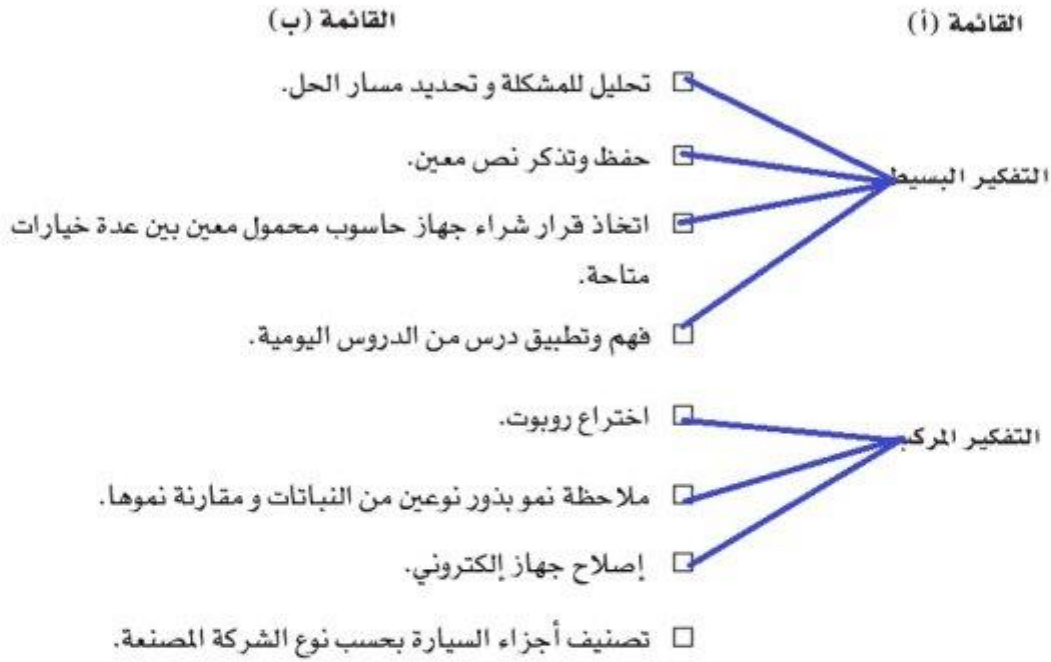 القائمة (أ)
القائمة (ب)
تحليل للمشكلة و تحديد مسار الحل.
حفظ وتذكر نص معين.
التفكير البسيط
اتخاذ قرار شراء جهاز حاسوب محمول معين بين عدة خيارات
متاحة.
فهم وتطبيق درس من الدروس اليومية.
اختراع روبوت.
التفكير المركب
ملاحظة نمو بذور نوعين من النباتات و مقارنة نموها.
إصلاح جهاز إلكتروني.
تصنيف أجزاء السيارة بحسب نوع الشركة المصنعة.